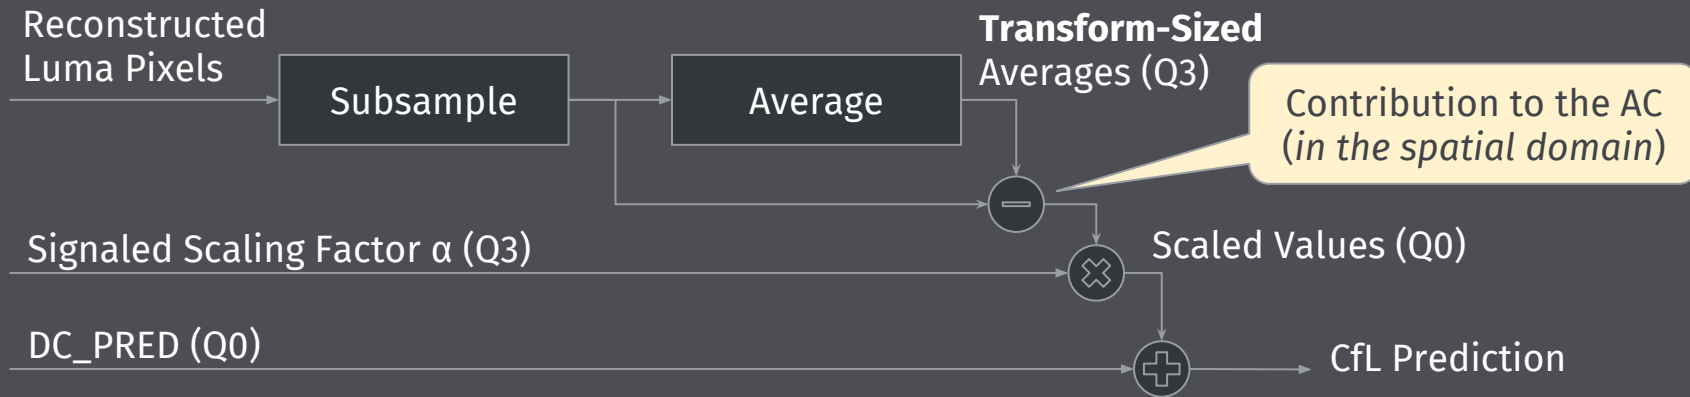 Reconstructed
Luma Pixels
Subsample
Average
Transform-Sized
Averages (Q3)
Contribution to the AC
(in the spatial domain)
Signaled Scaling Factor α (Q3)
Scaled Values (Q0)
DC_PRED (Q0)
CfL Prediction